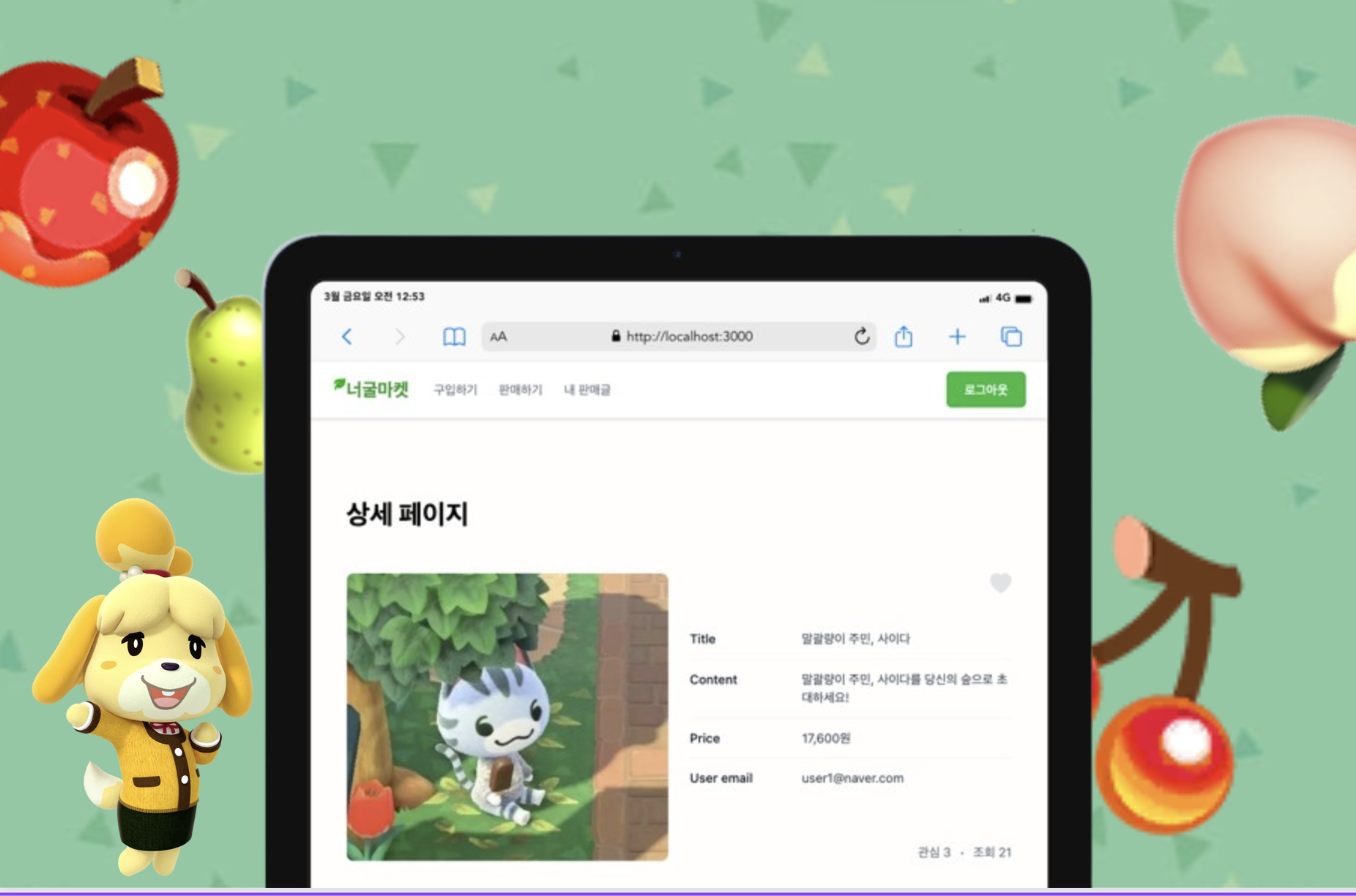 3월 금요일 오전 12:53
4G
AA
http://localhost:3000
너굴마켓 구입하기 판매하기 내 판매글 로그아웃
상세 페이지
Title 말괄량이 주민, 사이다
Content 말괄량이 주민, 사이다를 당신의 숲으로 초
대하세요!
Price 17,600원
User email user1@naver.com
관심 3 · 조회 21